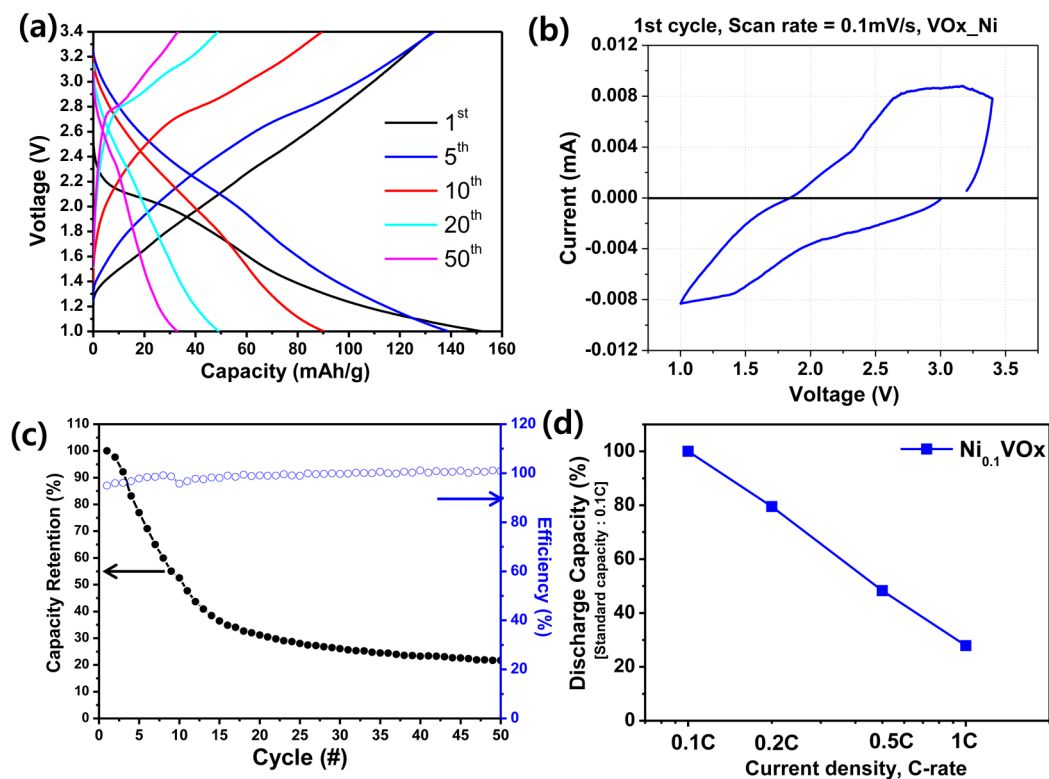 (a)
3.4
3.2
3.0
2.8
2.6
2.4
2.2
2.0
1.8
1.6
1.4
1.2
1.0
Votlage (V)
1st
5th
10th
20th
50th
0 20 40 60 80 100 120 140 160
Capacity (mAh/g)
(b)
1st cycle, Scan rate = 0.1mV/s, VOx_Ni
0.012
0.008
0.004
0.000
-0.004
-0.008
-0.012
Current (mA)
1.0 1.5 2.0 2.5 3.0 3.5
Voltage (V)
(c)
110
100
90
80
70
60
50
40
30
20
10
0
Capacity Retention (%)
120
100
80
60
40
20
0
Efficiency (%)
0 5 10 15 20 25 30 35 40 45 50
Cycle (#)
(d)
Ni0.1VOx
100
80
60
40
20
0
Discharge Capacity (%)
[Standard capacity : 0.1C]
0.1C 0.2C 0.5C 1C
Current density, C-rate